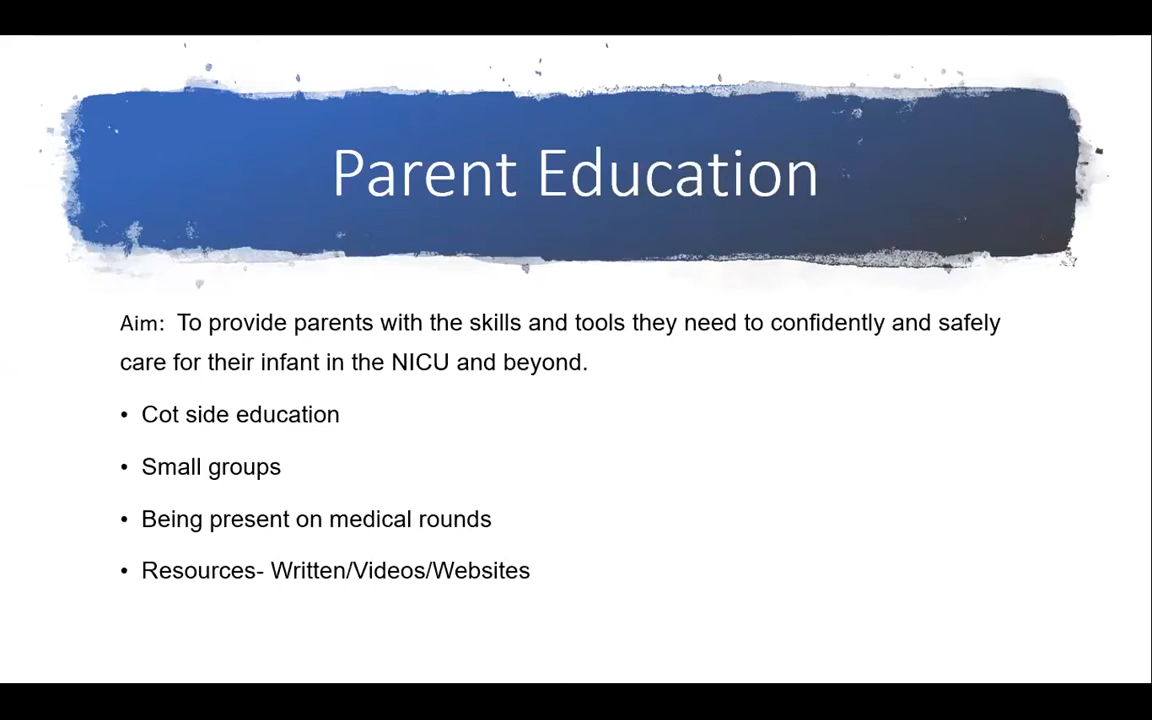 Parent Education
Aim: To provide parents with the skills and tools they need to confidently and safely
care for their infant in the NICU and beyond.
• Cot side education
• Small groups
• Being present on medical rounds
• Resources- Written/Videos/Websites